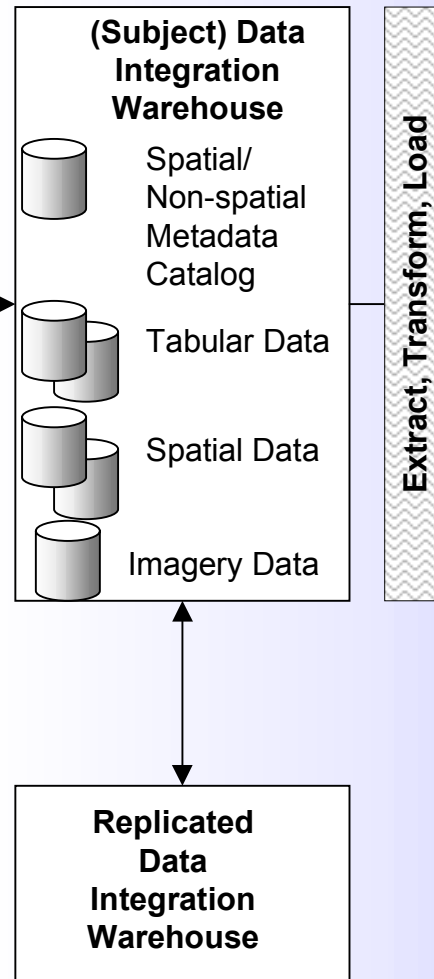 (Subject) Data
Integration
Warehouse
Spatial/
Non-spatial
Metadata
Catalog
Tabular Data
Spatial Data
Imagery Data
Extract, Transform, Load
Replicated
Data
Integration
Warehouse